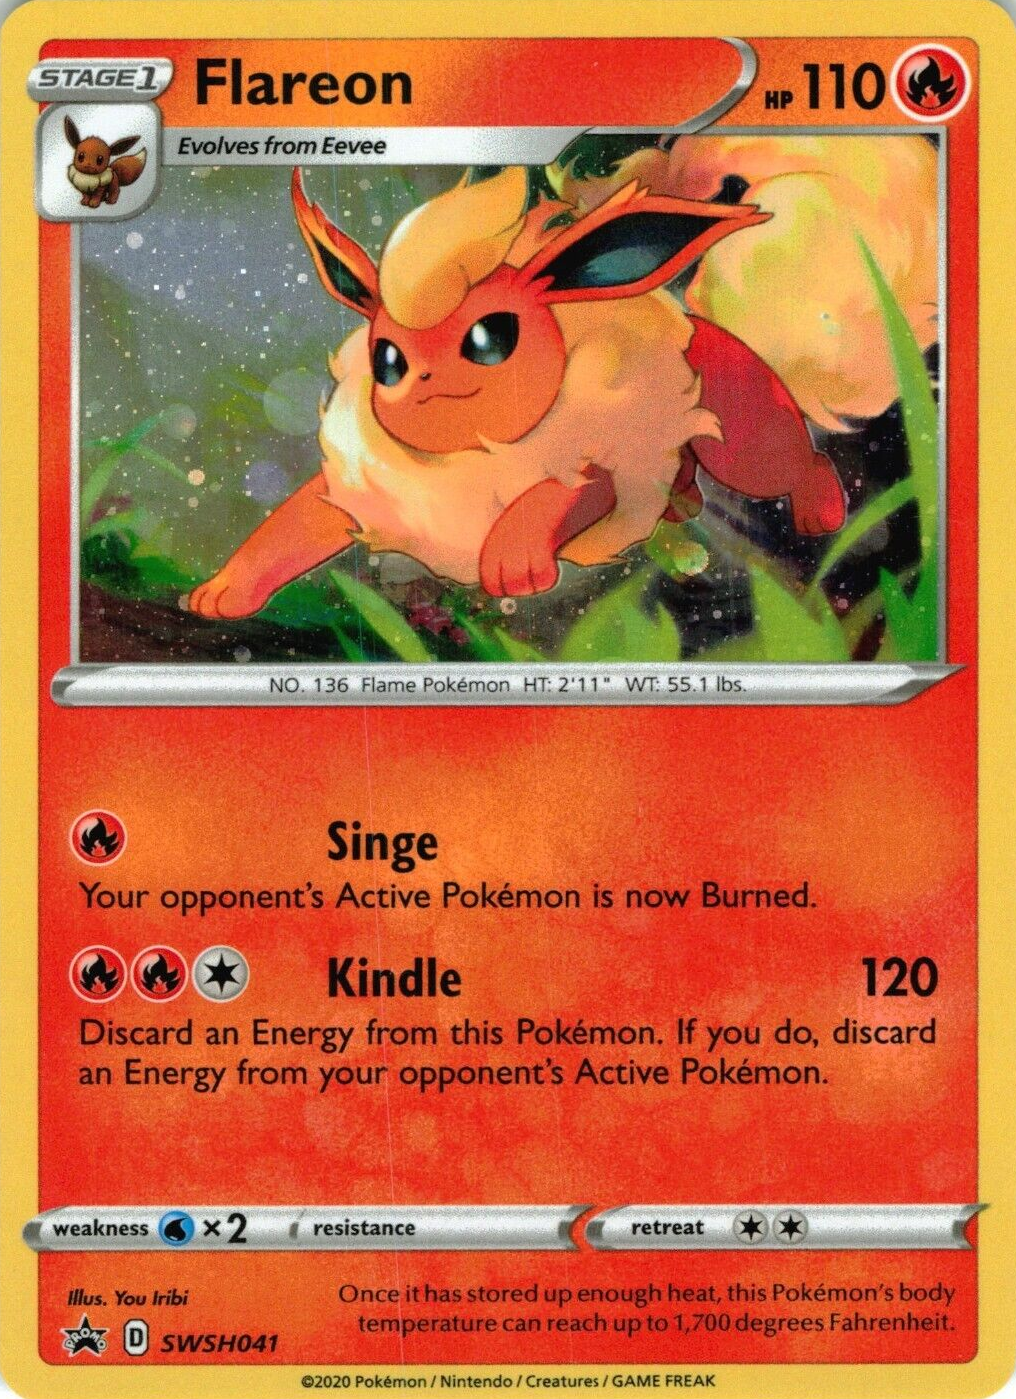 STAGE1
Flareon
HP 110
Evolves from Eevee
NO. 136 Flame Pokémon HT: 2'11" WT: 55.1 lbs.
Singe
Your opponent's Active Pokémon is now Burned.
Kindle 120
Discard an Energy from this Pokémon. If you do, discard
an Energy from your opponent's Active Pokémon.
weakness ×2 resistance retreat
Illus. You Iribi
Once it has stored up enough heat, this Pokémon's body
temperature can reach up to 1,700 degrees Fahrenheit.
PROMO D SWSH041
©2020 Pokémon / Nintendo / Creatures / GAME FREAK